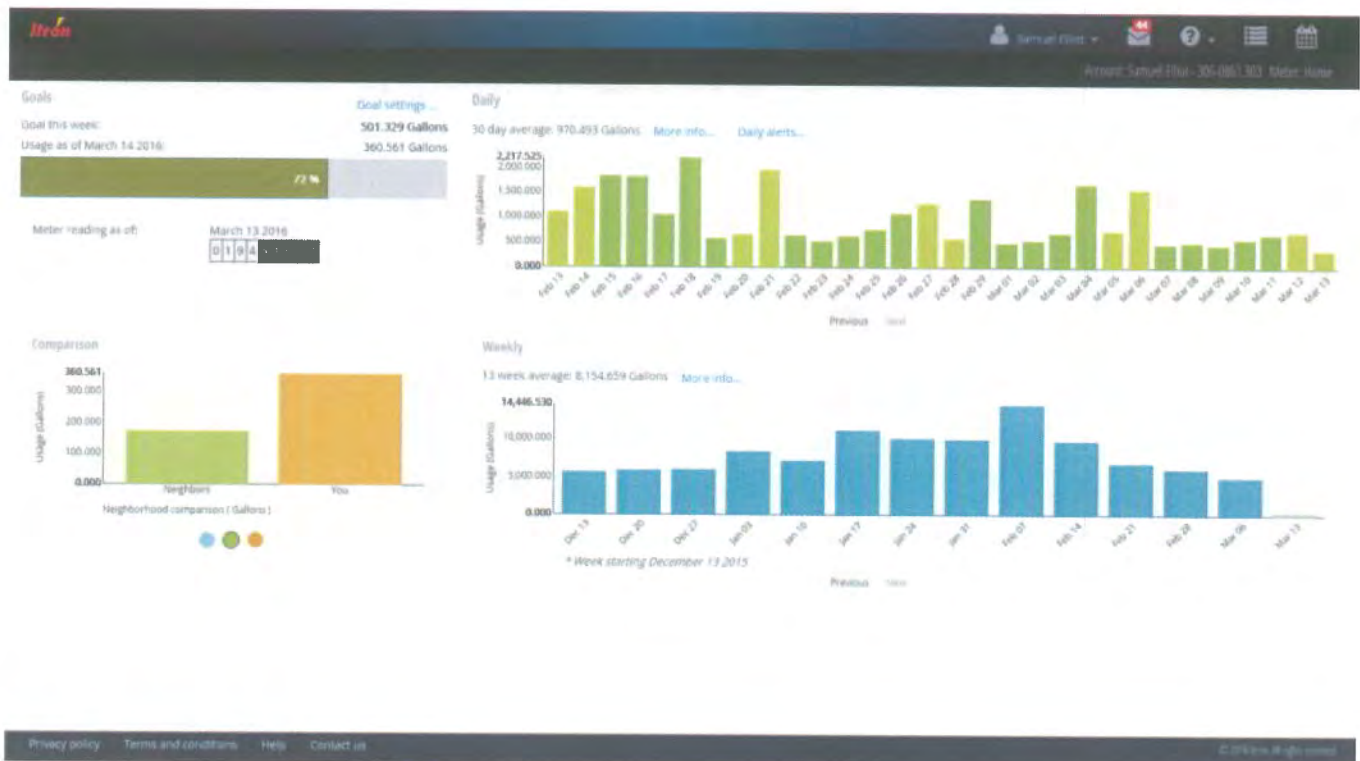 Itron
44
Samuel Elliot
?
Account: Samuel Elliot - Meter: Home
Goals
Goal settings ...
Goal this week:
501.329 Gallons
Usage as of March 14 2016:
360.561 Gallons
72 %
Meter reading as of:
March 13 2016
0 1 9 4
Daily
30 day average: 970.493 Gallons More info... Daily alerts...
2,217.525
2,000.000
1,500.000
1,000.000
500.000
0.000
Usage (Gallons)
Feb 13 Feb 14 Feb 15 Feb 16 Feb 17 Feb 18 Feb 19 Feb 20 Feb 21 Feb 22 Feb 23 Feb 24 Feb 25 Feb 26 Feb 27 Feb 28 Feb 29 Mar 01 Mar 02 Mar 03 Mar 04 Mar 05 Mar 06 Mar 07 Mar 08 Mar 09 Mar 10 Mar 11 Mar 12 Mar 13
Previous Next
Comparison
360.561
300.000
200.000
100.000
0.000
Usage (Gallons)
Neighbors You
Neighborhood comparison ( Gallons )
Weekly
13 week average: 8,154.659 Gallons More info...
14,446.530
10,000.000
5,000.000
0.000
Usage (Gallons)
Dec 13 Dec 20 Dec 27 Jan 03 Jan 10 Jan 17 Jan 24 Jan 31 Feb 07 Feb 14 Feb 21 Feb 28 Mar 06 Mar 13
* Week starting December 13 2015
Previous Next
Privacy policy Terms and conditions Help Contact us